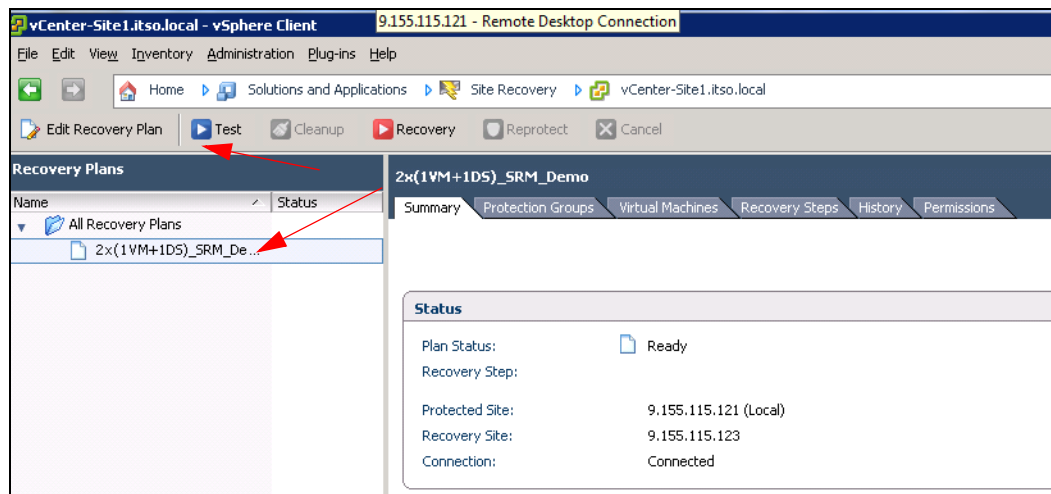 vCenter-Site1.itso.local - vSphere Client
9.155.115.121 - Remote Desktop Connection
File Edit View Inventory Administration Plug-ins Help
Home Solutions and Applications Site Recovery vCenter-Site1.itso.local
Edit Recovery Plan Test Cleanup Recovery Reprotect Cancel
Recovery Plans
Name Status
All Recovery Plans
2x(1VM+1DS)_SRM_De...
2x(1VM+1DS)_SRM_Demo
Summary Protection Groups Virtual Machines Recovery Steps History Permissions
Status
Plan Status: Ready
Recovery Step:
Protected Site: 9.155.115.121 (Local)
Recovery Site: 9.155.115.123
Connection: Connected